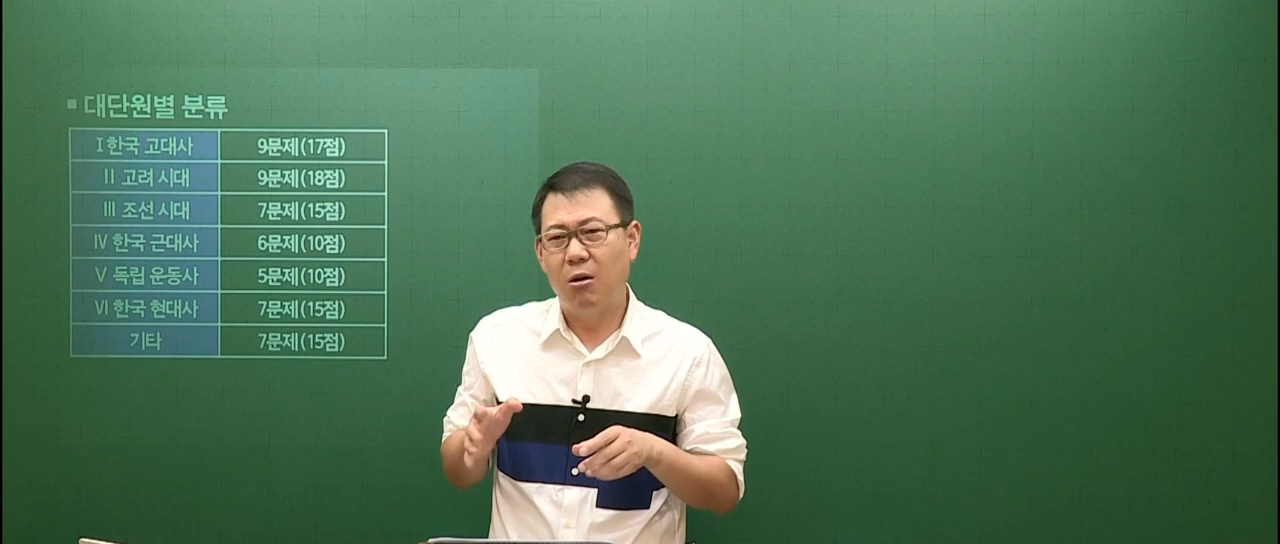 ▪ 대단원별 분류
Ⅰ 한국 고대사 9문제(17점)
Ⅱ 고려 시대 9문제(18점)
Ⅲ 조선 시대 7문제(15점)
Ⅳ 한국 근대사 6문제(10점)
Ⅴ 독립 운동사 5문제(10점)
Ⅵ 한국 현대사 7문제(15점)
기타 7문제(15점)